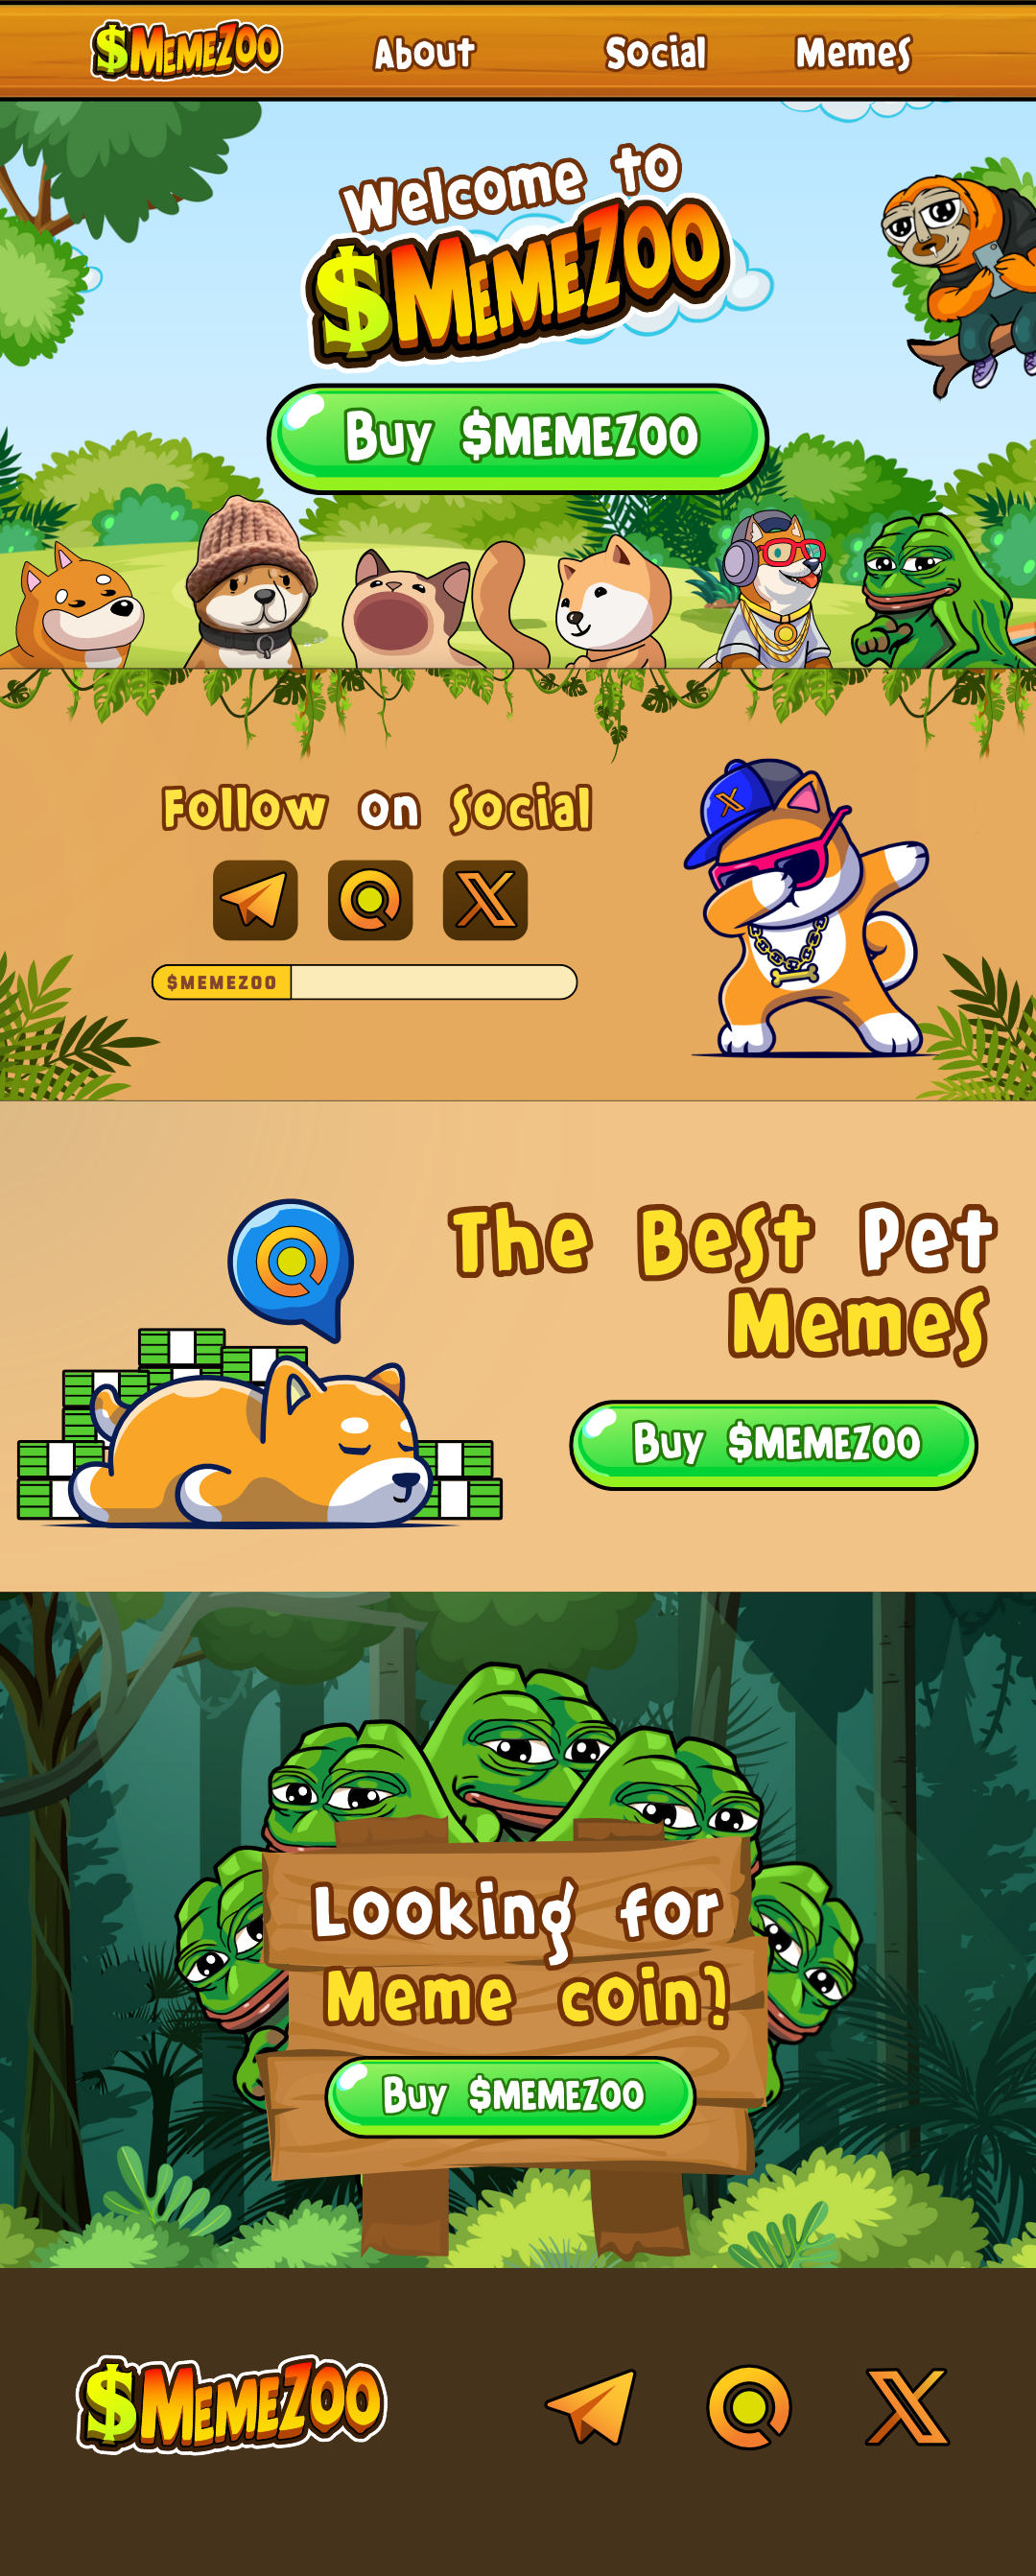 $MEMEZOO
About
Social
Memes
Welcome to
$MEMEZOO
Buy $MEMEZOO
Follow on Social
$MEMEZOO
The Best Pet
Memes
Buy $MEMEZOO
Looking for
Meme coin?
Buy $MEMEZOO
$MEMEZOO